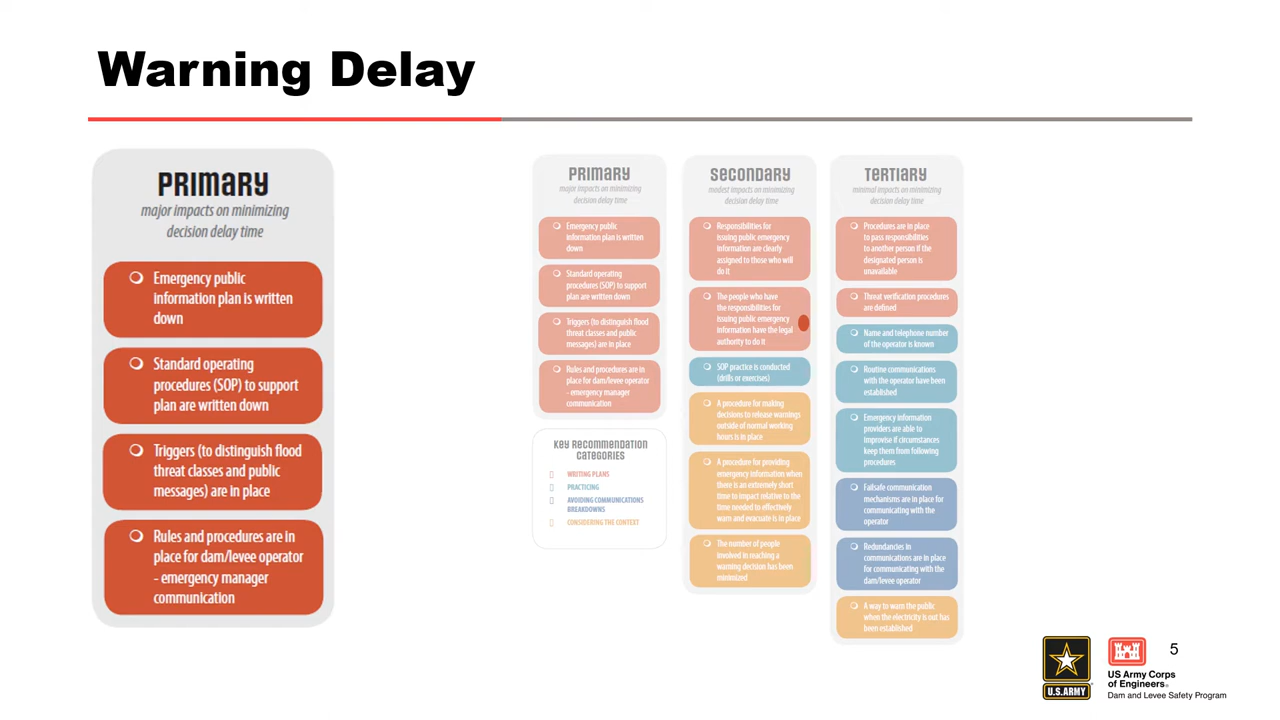 Warning Delay
PRIMARY
major impacts on minimizing
decision delay time
Emergency public
information plan is written
down
Standard operating
procedures (SOP) to support
plan are written down
Triggers (to distinguish flood
threat classes and public
messages) are in place
Rules and procedures are in
place for dam/levee operator
- emergency manager
communication
PRIMARY
major impacts on minimizing
decision delay time
Emergency public
information plan is written
down
Standard operating
procedures (SOP) to support
plan are written down
Triggers (to distinguish flood
threat classes and public
messages) are in place
Rules and procedures are in
place for dam/levee operator
- emergency manager
communication
KEY RECOMMENDATION
CATEGORIES
WRITING PLANS
PRACTICING
AVOIDING COMMUNICATIONS
BREAKDOWNS
CONSIDERING THE CONTEXT
SECONDARY
modest impacts on minimizing
decision delay time
Responsibilities for
issuing public emergency
information are clearly
assigned to those who will
do it
The people who have
the responsibilities for
issuing public emergency
information have the legal
authority to do it
SOP practice is conducted
(drills or exercises)
A procedure for making
decisions to release warnings
outside of normal working
hours is in place
A procedure for providing
emergency information when
there is an extremely short
time to impact relative to the
time needed to effectively
warn and evacuate is in place
The number of people
involved in reaching a
warning decision has been
minimized
TERTIARY
minimal impacts on minimizing
decision delay time
Procedures are in place
to pass responsibilities
to another person if the
designated person is
unavailable
Threat verification procedures
are defined
Name and telephone number
of the operator is known
Routine communications
with the operator have been
established
Emergency information
providers are able to
improvise if circumstances
keep them from following
procedures
Failsafe communication
mechanisms are in place for
communicating with the
operator
Redundancies in
communications are in place
for communicating with the
dam/levee operator
A way to warn the public
when the electricity is out has
been established
U.S.ARMY
US Army Corps
of Engineers®
Dam and Levee Safety Program
5